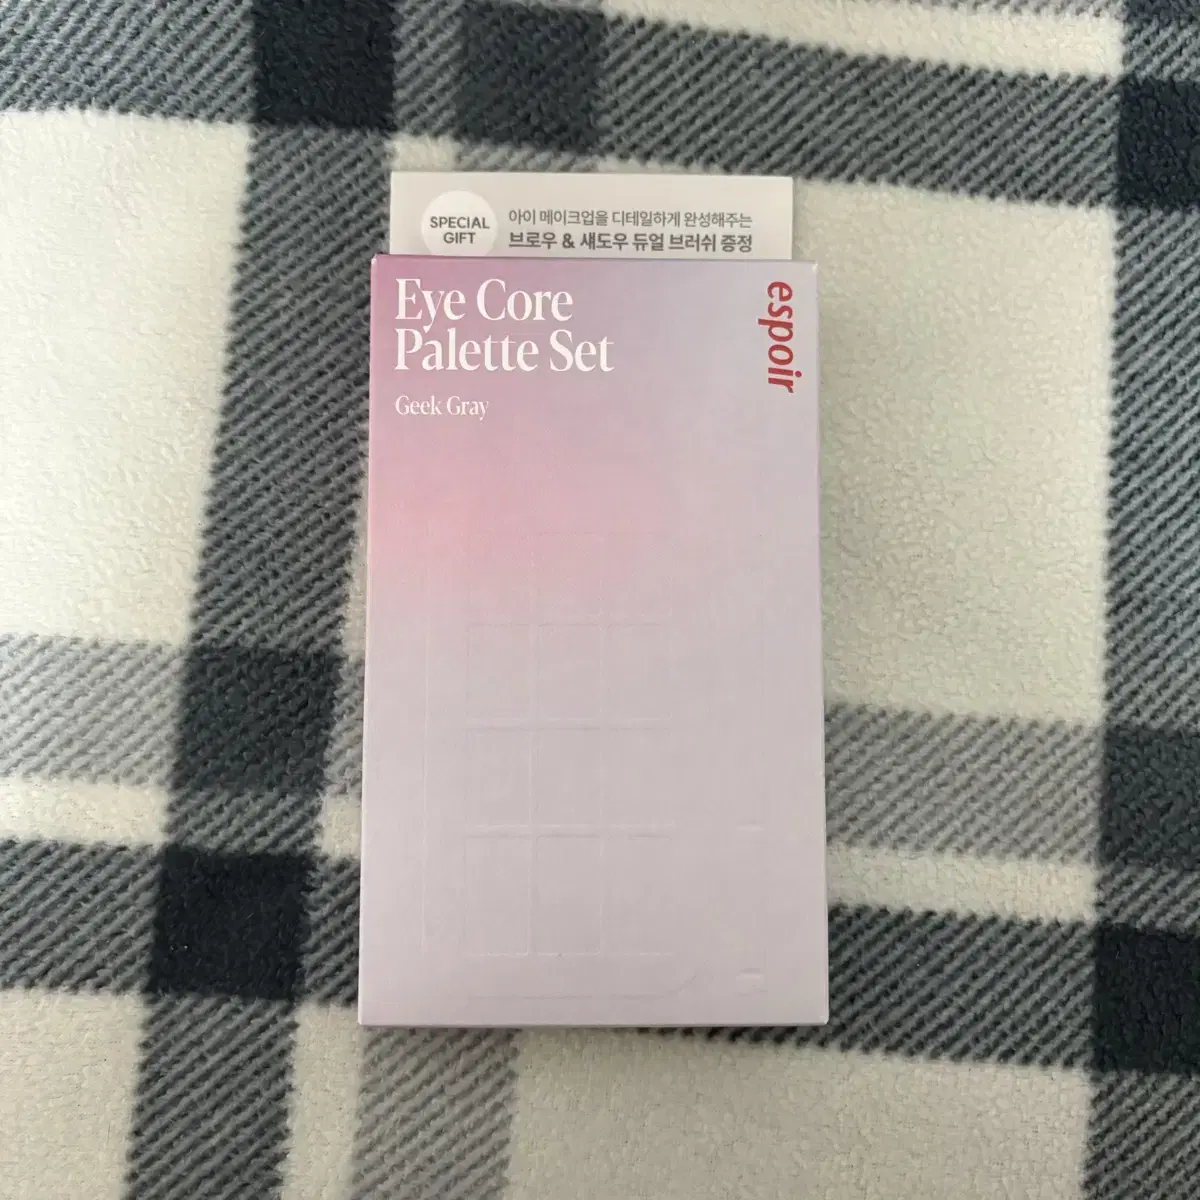 SPECIAL
GIFT
아이 메이크업을 디테일하게 완성해주는
브로우 & 섀도우 듀얼 브러쉬 증정
Eye Core
Palette Set
Geek Gray
espoir